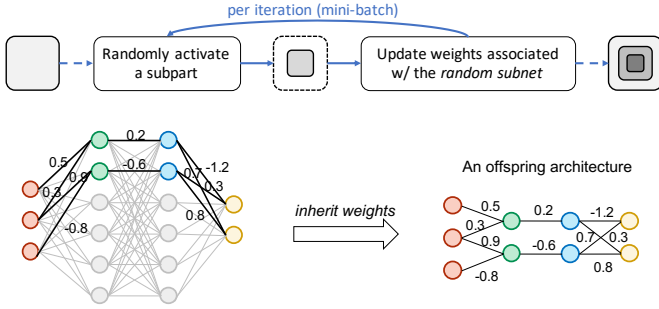 per iteration (mini-batch)
Randomly activate
a subpart
Update weights associated
w/ the random subnet
0.2
0.5
-0.6
-1.2
0.7
0.9
0.3
0.3
0.8
-0.8
inherit weights
An offspring architecture
0.5
0.2
-1.2
0.3
0.7
0.3
0.9
-0.6
-0.8
0.8